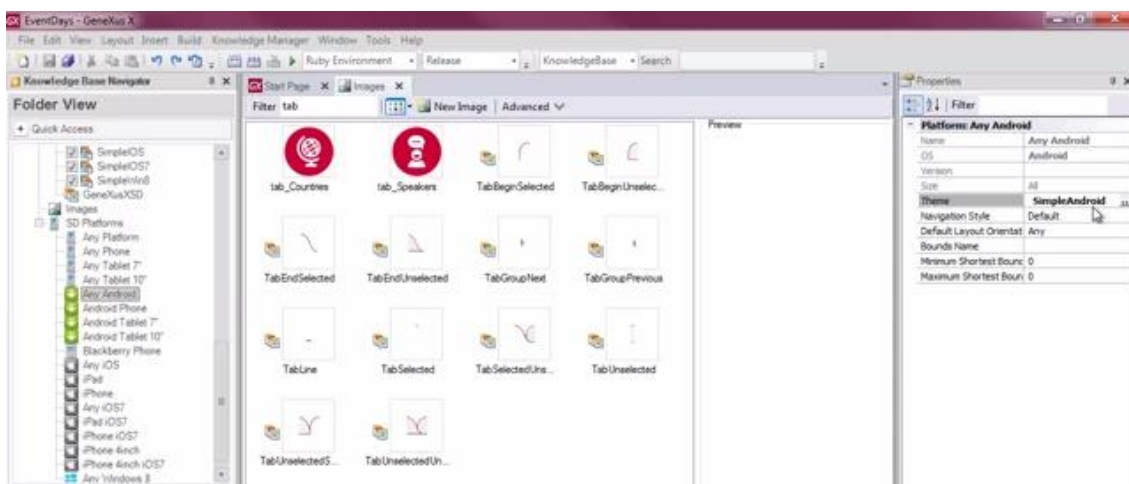 EventDays - GeneXus X
File Edit View Layout Insert Build Knowledge Manager Window Tools Help
Ruby Environment Release KnowledgeBase Search
Knowledge Base Navigator
Start Page Images
Properties
Folder View
Filter tab New Image Advanced
Filter
Quick Access
SimpleIOS
SimpleIOS7
SimpleWin8
GeneXusXSD
Images
SD Platforms
Any Platform
Any Phone
Any Tablet 7"
Any Tablet 10"
Any Android
Android Phone
Android Tablet 7"
Android Tablet 10"
Blackberry Phone
Any iOS
iPad
iPhone
Any iOS7
iPad iOS7
iPhone iOS7
iPhone 4inch
iPhone 4inch iOS7
Any Windows 8
tab_Countries tab_Speakers TabBeginSelected TabBeginUnselec...
TabEndSelected TabEndUnselected TabGroupNext TabGroupPrevious
TabLine TabSelected TabSelectedUns... TabUnselected
TabUnselectedS... TabUnselectedUn...
Preview
Platform: Any Android
Name Any Android
OS Android
Version
Size All
Theme SimpleAndroid ...
Navigation Style Default
Default Layout Orientat Any
Bounds Name
Minimum Shortest Bounc 0
Maximum Shortest Boun 0